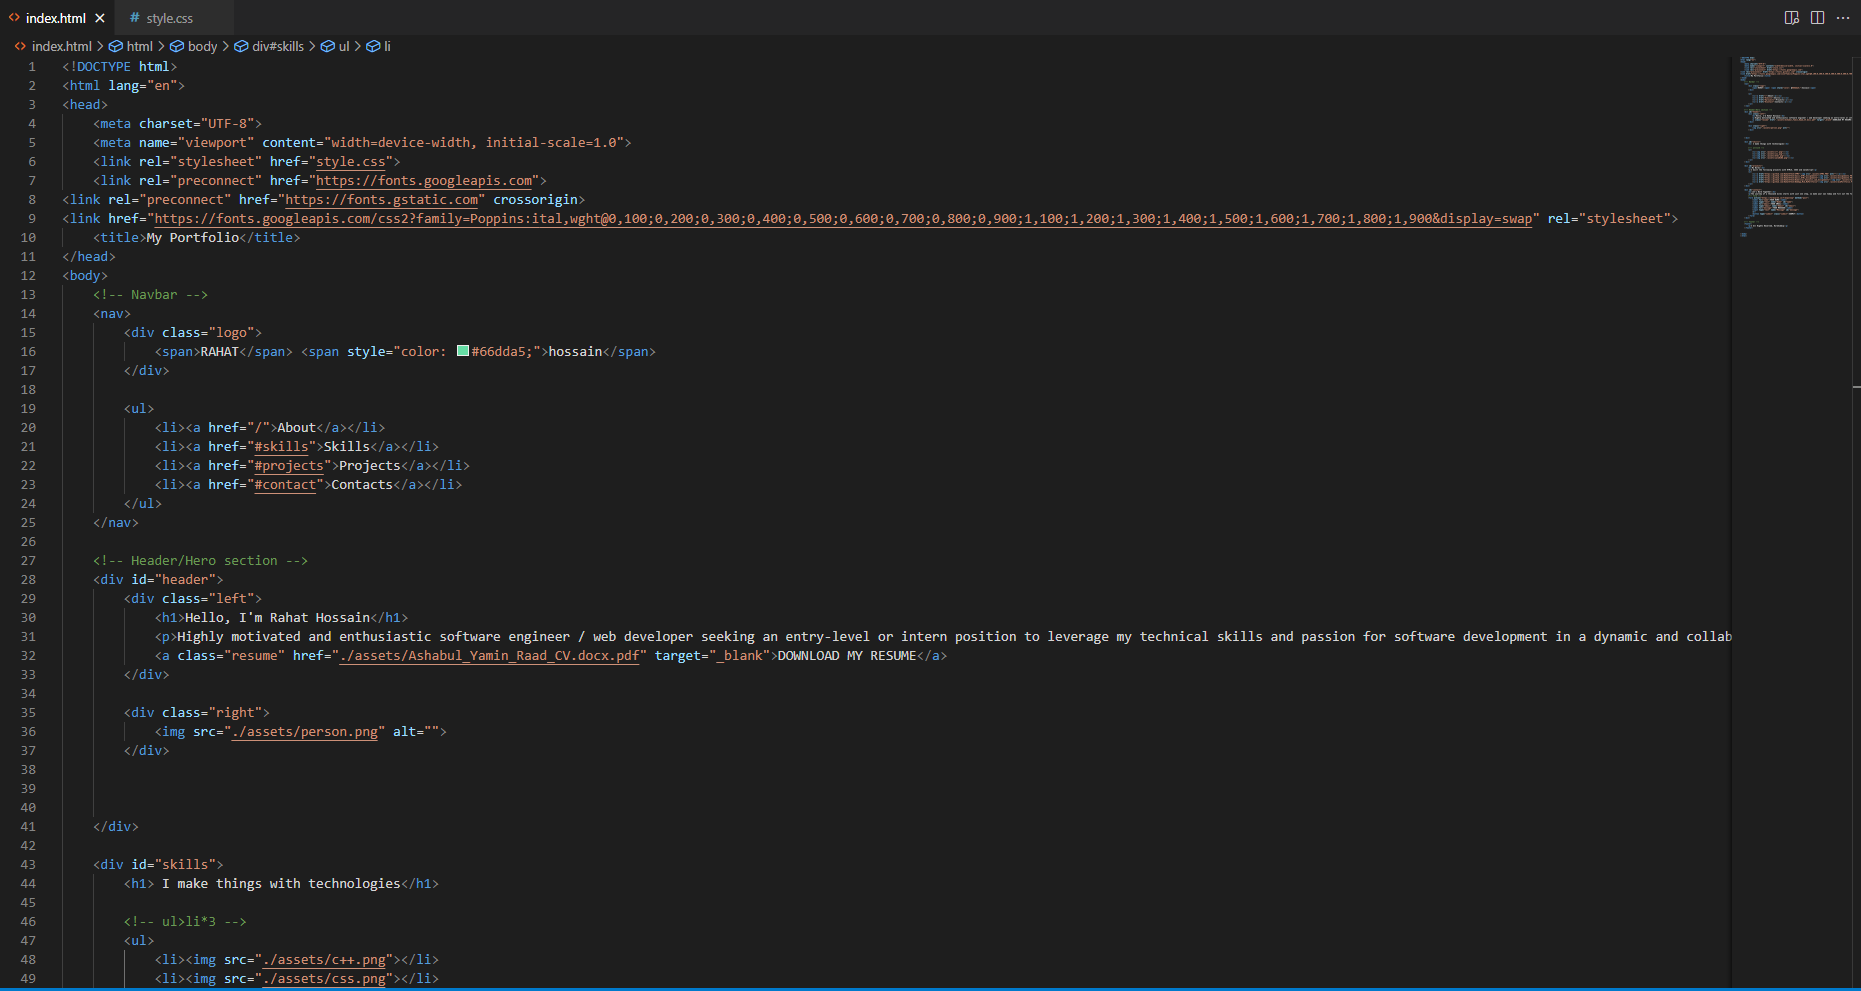 index.html
style.css
index.html > html > body > div#skills > ul > li
1 <!DOCTYPE html>
2 <html lang="en">
3 <head>
4 <meta charset="UTF-8">
5 <meta name="viewport" content="width=device-width, initial-scale=1.0">
6 <link rel="stylesheet" href="style.css">
7 <link rel="preconnect" href="https://fonts.googleapis.com">
8 <link rel="preconnect" href="https://fonts.gstatic.com" crossorigin>
9 <link href="https://fonts.googleapis.com/css2?family=Poppins:ital,wght@0,100;0,200;0,300;0,400;0,500;0,600;0,700;0,800;0,900;1,100;1,200;1,300;1,400;1,500;1,600;1,700;1,800;1,900&display=swap" rel="stylesheet">
10 <title>My Portfolio</title>
11 </head>
12 <body>
13 <!-- Navbar -->
14 <nav>
15 <div class="logo">
16 <span>RAHAT</span> <span style="color: #66dda5;">hossain</span>
17 </div>
18
19 <ul>
20 <li><a href="/">About</a></li>
21 <li><a href="#skills">Skills</a></li>
22 <li><a href="#projects">Projects</a></li>
23 <li><a href="#contact">Contacts</a></li>
24 </ul>
25 </nav>
26
27 <!-- Header/Hero section -->
28 <div id="header">
29 <div class="left">
30 <h1>Hello, I'm Rahat Hossain</h1>
31 <p>Highly motivated and enthusiastic software engineer / web developer seeking an entry-level or intern position to leverage my technical skills and passion for software development in a dynamic and collab
32 <a class="resume" href="./assets/Ashabul_Yamin_Raad_CV.docx.pdf" target="_blank">DOWNLOAD MY RESUME</a>
33 </div>
34
35 <div class="right">
36 <img src="./assets/person.png" alt="">
37 </div>
38
39
40
41 </div>
42
43 <div id="skills">
44 <h1> I make things with technologies</h1>
45
46 <!-- ul>li*3 -->
47 <ul>
48 <li><img src="./assets/c++.png"></li>
49 <li><img src="./assets/css.png"></li>